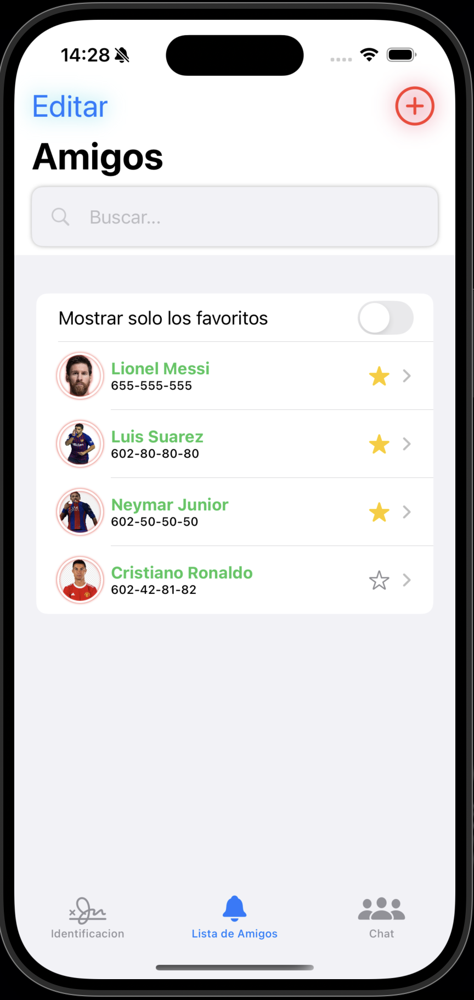 14:28
Editar
Amigos
Buscar...
Mostrar solo los favoritos
Lionel Messi
655-555-555
Luis Suarez
602-80-80-80
Neymar Junior
602-50-50-50
Cristiano Ronaldo
602-42-81-82
Identificacion
Lista de Amigos
Chat